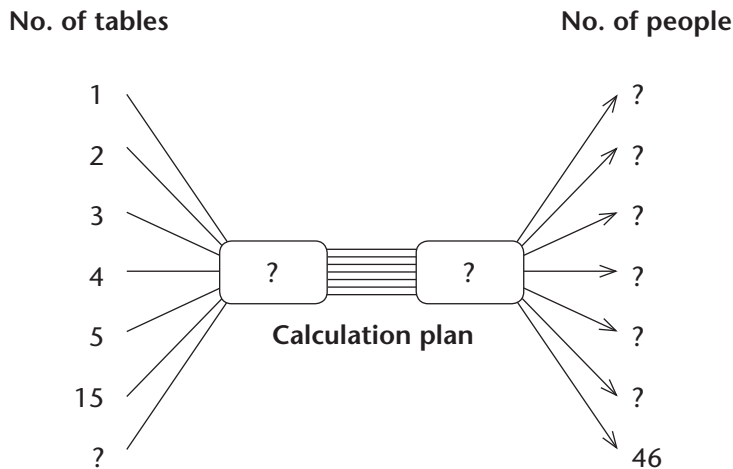 No. of tables No. of people
1 ?
2 ?
3 ?
4 ? ? ?
Calculation plan
5 ?
15 ?
? 46